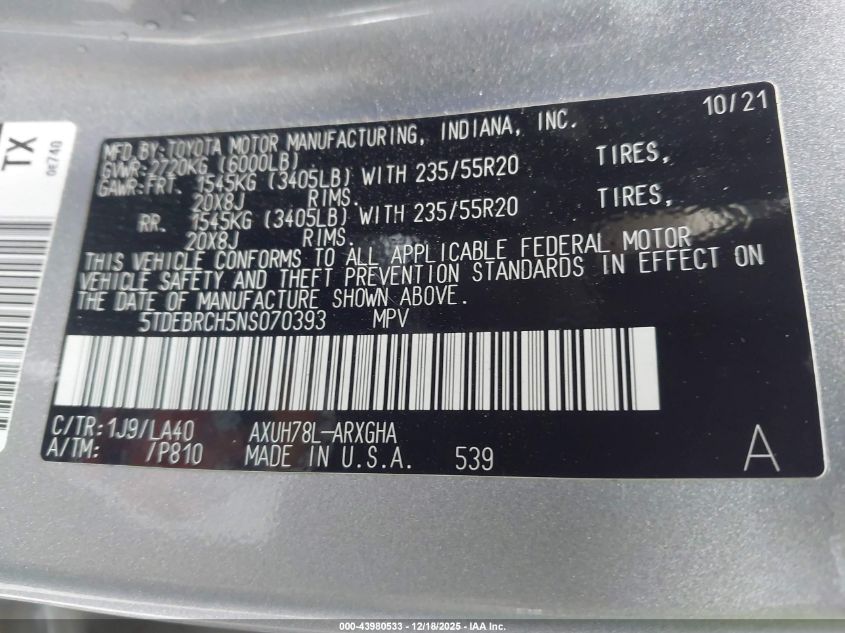 TX
0E740
10/21
MFD.BY:TOYOTA MOTOR MANUFACTURING, INDIANA, INC.
GVWR:2720KG (6000LB)
GAWR:FRT. 1545KG (3405LB) WITH 235/55R20 TIRES,
20X8J RIMS.
RR. 1545KG (3405LB) WITH 235/55R20 TIRES,
20X8J RIMS.
THIS VEHICLE CONFORMS TO ALL APPLICABLE FEDERAL MOTOR
VEHICLE SAFETY AND THEFT PREVENTION STANDARDS IN EFFECT ON
THE DATE OF MANUFACTURE SHOWN ABOVE.
5TDEBRCH5NS070393 MPV
C/TR:1J9/LA40 AXUH78L-ARXGHA
A/TM: /P810 MADE IN U.S.A. 539 A
000-43980533 - 12/18/2025 - IAA Inc.